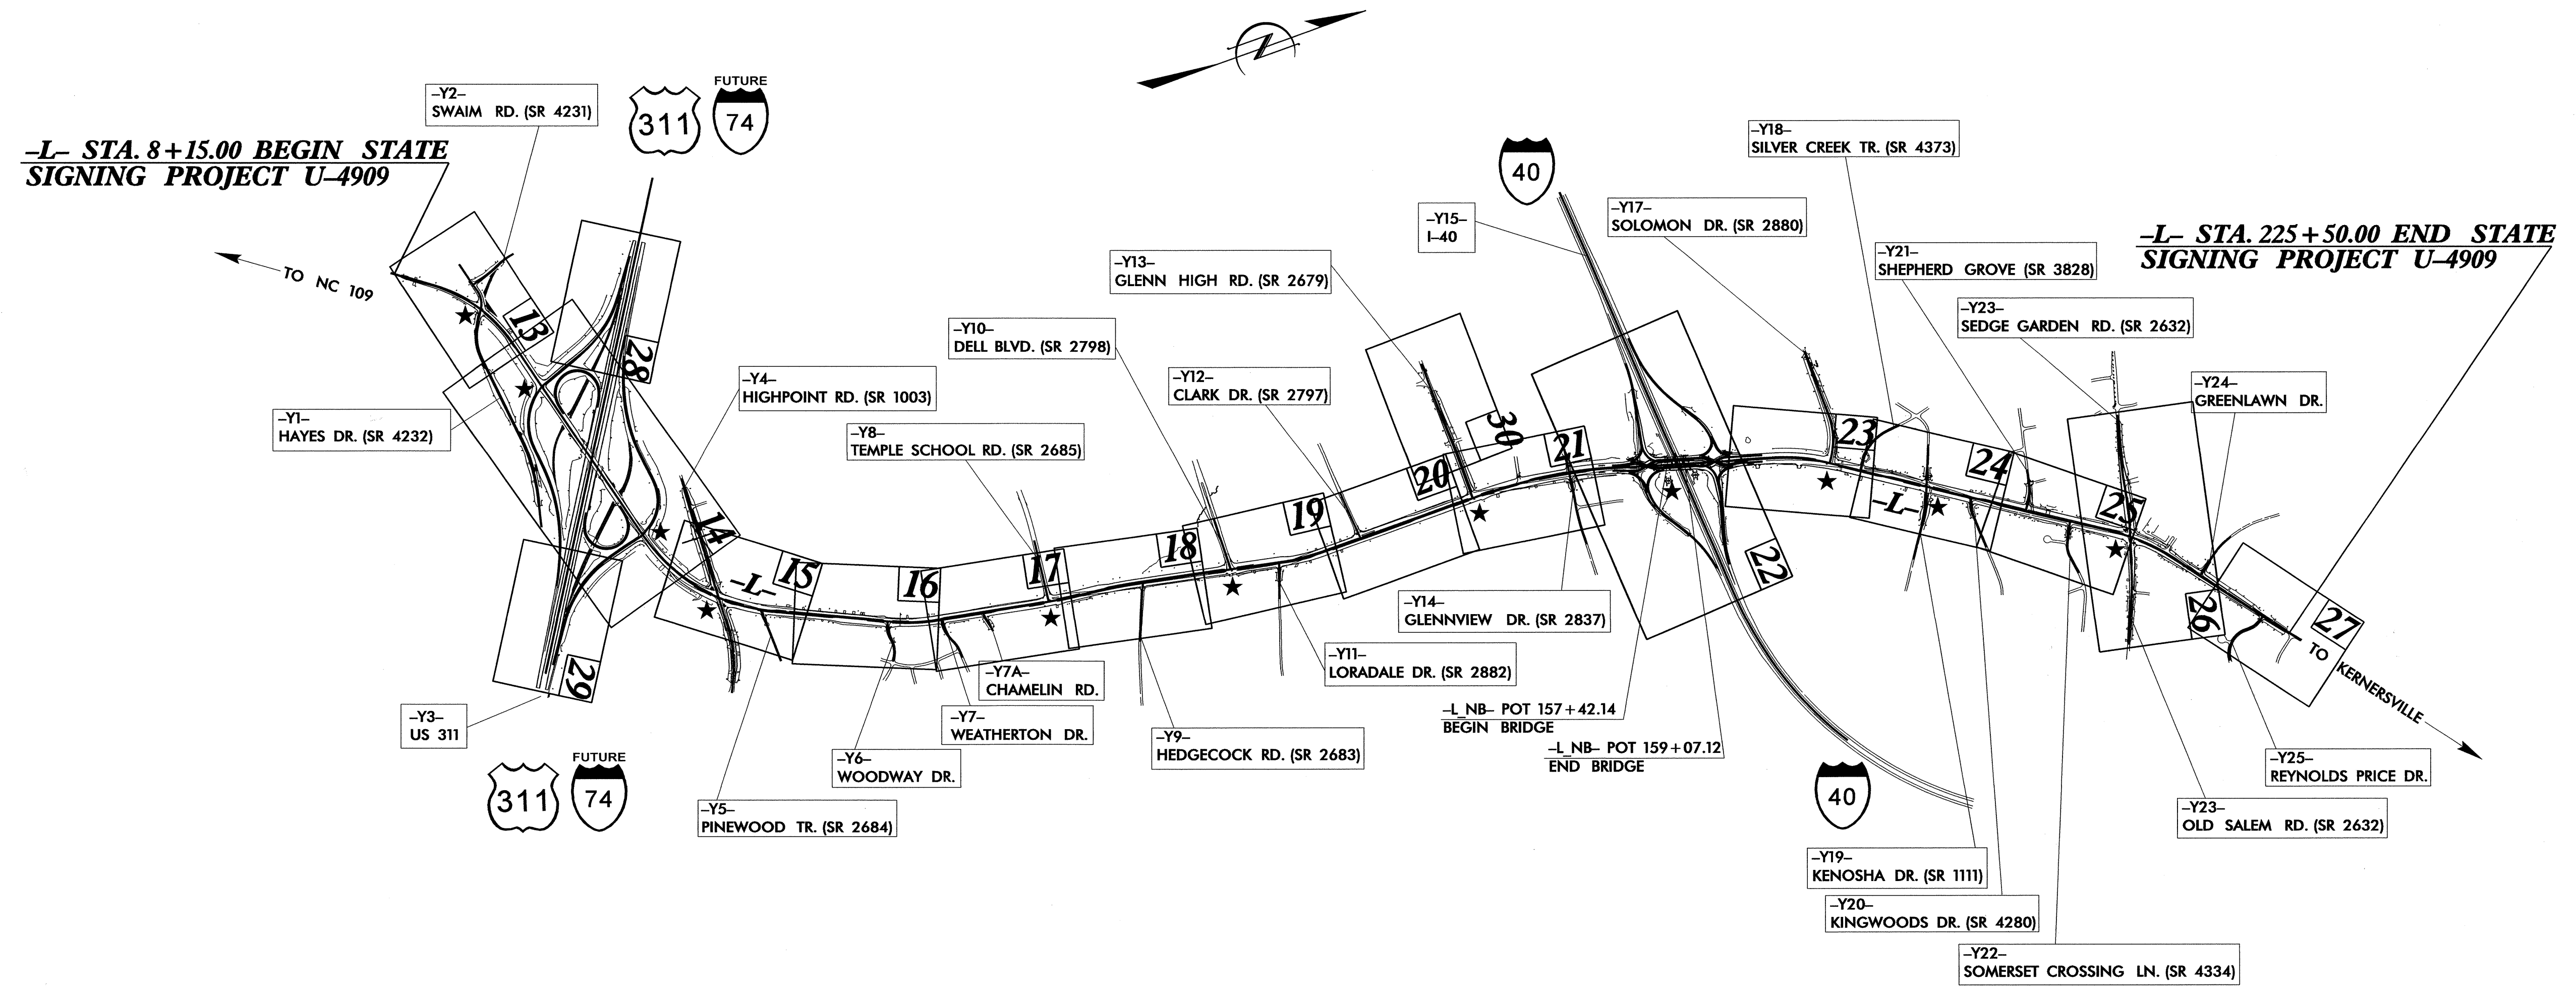 –L– STA. 8+15.00 BEGIN STATE
SIGNING PROJECT U–4909
TO NC 109
–Y2–
SWAIM RD. (SR 4231)
311
FUTURE
74
13
28
–Y1–
HAYES DR. (SR 4232)
–Y4–
HIGHPOINT RD. (SR 1003)
14
29
–Y3–
US 311
311
FUTURE
74
–L–
15
–Y5–
PINEWOOD TR. (SR 2684)
–Y8–
TEMPLE SCHOOL RD. (SR 2685)
16
–Y6–
WOODWAY DR.
–Y7–
WEATHERTON DR.
–Y7A–
CHAMELIN RD.
17
–Y10–
DELL BLVD. (SR 2798)
18
–Y9–
HEDGECOCK RD. (SR 2683)
–Y12–
CLARK DR. (SR 2797)
19
–Y11–
LORADALE DR. (SR 2882)
N
–Y13–
GLENN HIGH RD. (SR 2679)
20
30
21
–Y14–
GLENNVIEW DR. (SR 2837)
–Y15–
I–40
40
22
–L_NB– POT 157+42.14
BEGIN BRIDGE
–L_NB– POT 159+07.12
END BRIDGE
40
–Y17–
SOLOMON DR. (SR 2880)
–Y18–
SILVER CREEK TR. (SR 4373)
23
–L–
24
–Y21–
SHEPHERD GROVE (SR 3828)
–Y23–
SEDGE GARDEN RD. (SR 2632)
25
–Y19–
KENOSHA DR. (SR 1111)
–Y20–
KINGWOODS DR. (SR 4280)
–Y22–
SOMERSET CROSSING LN. (SR 4334)
–L– STA. 225+50.00 END STATE
SIGNING PROJECT U–4909
–Y24–
GREENLAWN DR.
26
27
TO KERNERSVILLE
–Y25–
REYNOLDS PRICE DR.
–Y23–
OLD SALEM RD. (SR 2632)